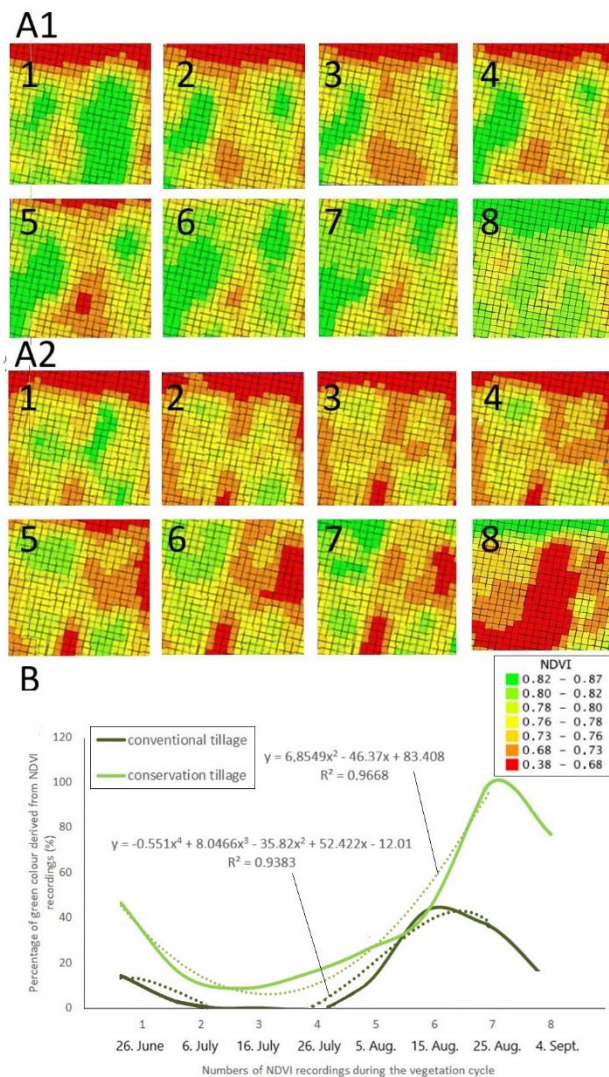 A1
1 2 3 4
5 6 7 8
A2
1 2 3 4
5 6 7 8
B
NDVI
0.82 - 0.87
0.80 - 0.82
0.78 - 0.80
0.76 - 0.78
0.73 - 0.76
0.68 - 0.73
0.38 - 0.68
conventional tillage
conservation tillage
y = 6,8549x² - 46.37x + 83.408
R² = 0.9668
y = -0.551x⁴ + 8.0466x³ - 35.82x² + 52.422x - 12.01
R² = 0.9383
Percentage of green colour derived from NDVI
recordings (%)
120
100
80
60
40
20
0
1 2 3 4 5 6 7 8
26. June 6. July 16. July 26. July 5. Aug. 15. Aug. 25. Aug. 4. Sept.
Numbers of NDVI recordings during the vegetation cycle